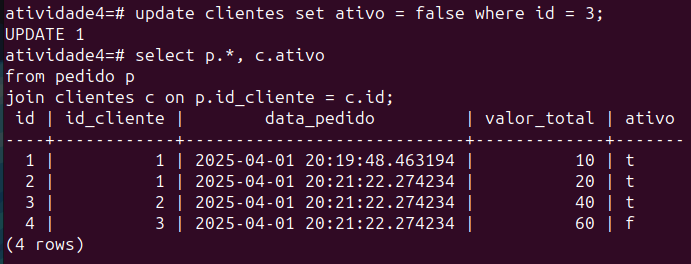 atividade4=# update clientes set ativo = false where id = 3;
UPDATE 1
atividade4=# select p.*, c.ativo
from pedido p
join clientes c on p.id_cliente = c.id;
 id | id_cliente |        data_pedido         | valor_total | ativo
----+------------+----------------------------+-------------+-------
  1 |          1 | 2025-04-01 20:19:48.463194 |          10 | t
  2 |          1 | 2025-04-01 20:21:22.274234 |          20 | t
  3 |          2 | 2025-04-01 20:21:22.274234 |          40 | t
  4 |          3 | 2025-04-01 20:21:22.274234 |          60 | f
(4 rows)